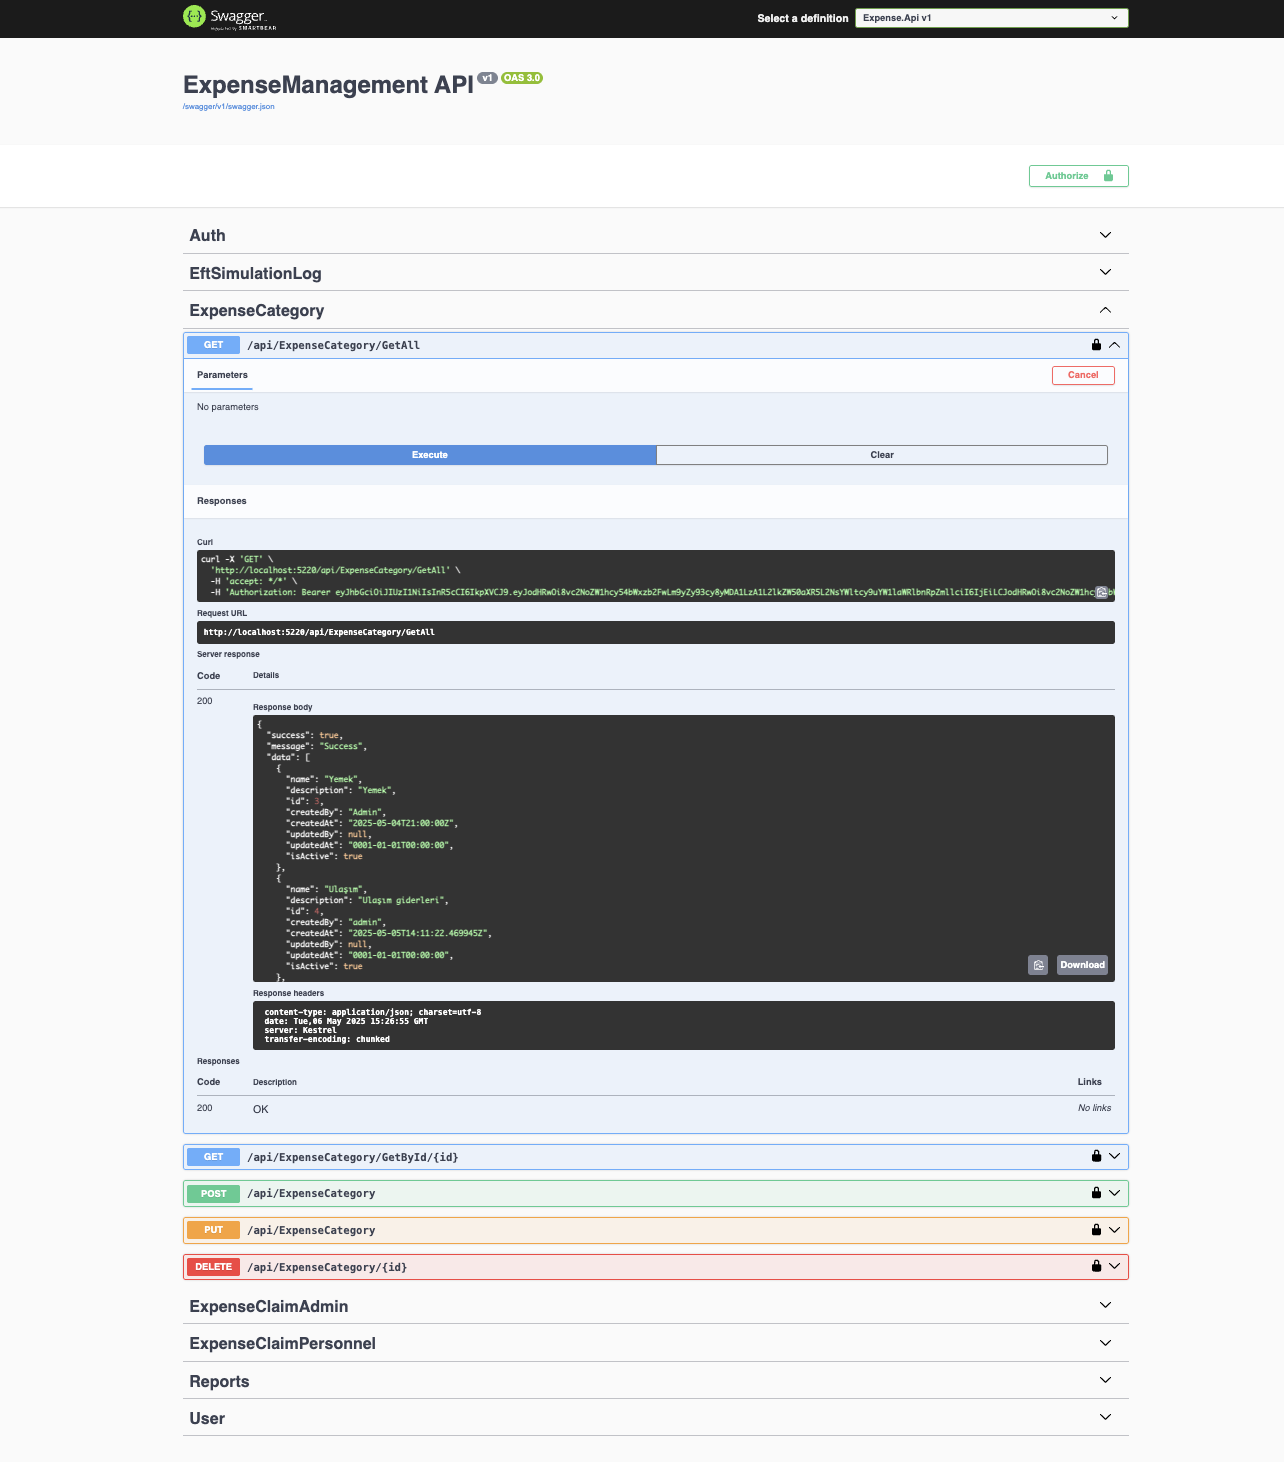 Swagger
Supported by SMARTBEAR
Select a definition
Expense.Api v1
ExpenseManagement API v1 OAS 3.0
/swagger/v1/swagger.json
Authorize
Auth
EftSimulationLog
ExpenseCategory
GET /api/ExpenseCategory/GetAll
Parameters
Cancel
No parameters
Execute
Clear
Responses
Curl
curl -X 'GET' \
'http://localhost:5220/api/ExpenseCategory/GetAll' \
-H 'accept: */*' \
-H 'Authorization: Bearer
Request URL
http://localhost:5220/api/ExpenseCategory/GetAll
Server response
Code Details
200
Response body
{
"success": true,
"message": "Success",
"data": [
{
"name": "Yemek",
"description": "Yemek",
"id": 3,
"createdBy": "Admin",
"createdAt": "2025-05-04T21:00:00Z",
"updatedBy": null,
"updatedAt": "0001-01-01T00:00:00",
"isActive": true
},
{
"name": "Ulaşım",
"description": "Ulaşım giderleri",
"id": 4,
"createdBy": "admin",
"createdAt": "2025-05-05T14:11:22.469945Z",
"updatedBy": null,
"updatedAt": "0001-01-01T00:00:00",
"isActive": true
},
Download
Response headers
content-type: application/json; charset=utf-8
date: Tue,06 May 2025 15:26:55 GMT
server: Kestrel
transfer-encoding: chunked
Responses
Code Description Links
200 OK No links
GET /api/ExpenseCategory/GetById/{id}
POST /api/ExpenseCategory
PUT /api/ExpenseCategory
DELETE /api/ExpenseCategory/{id}
ExpenseClaimAdmin
ExpenseClaimPersonnel
Reports
User